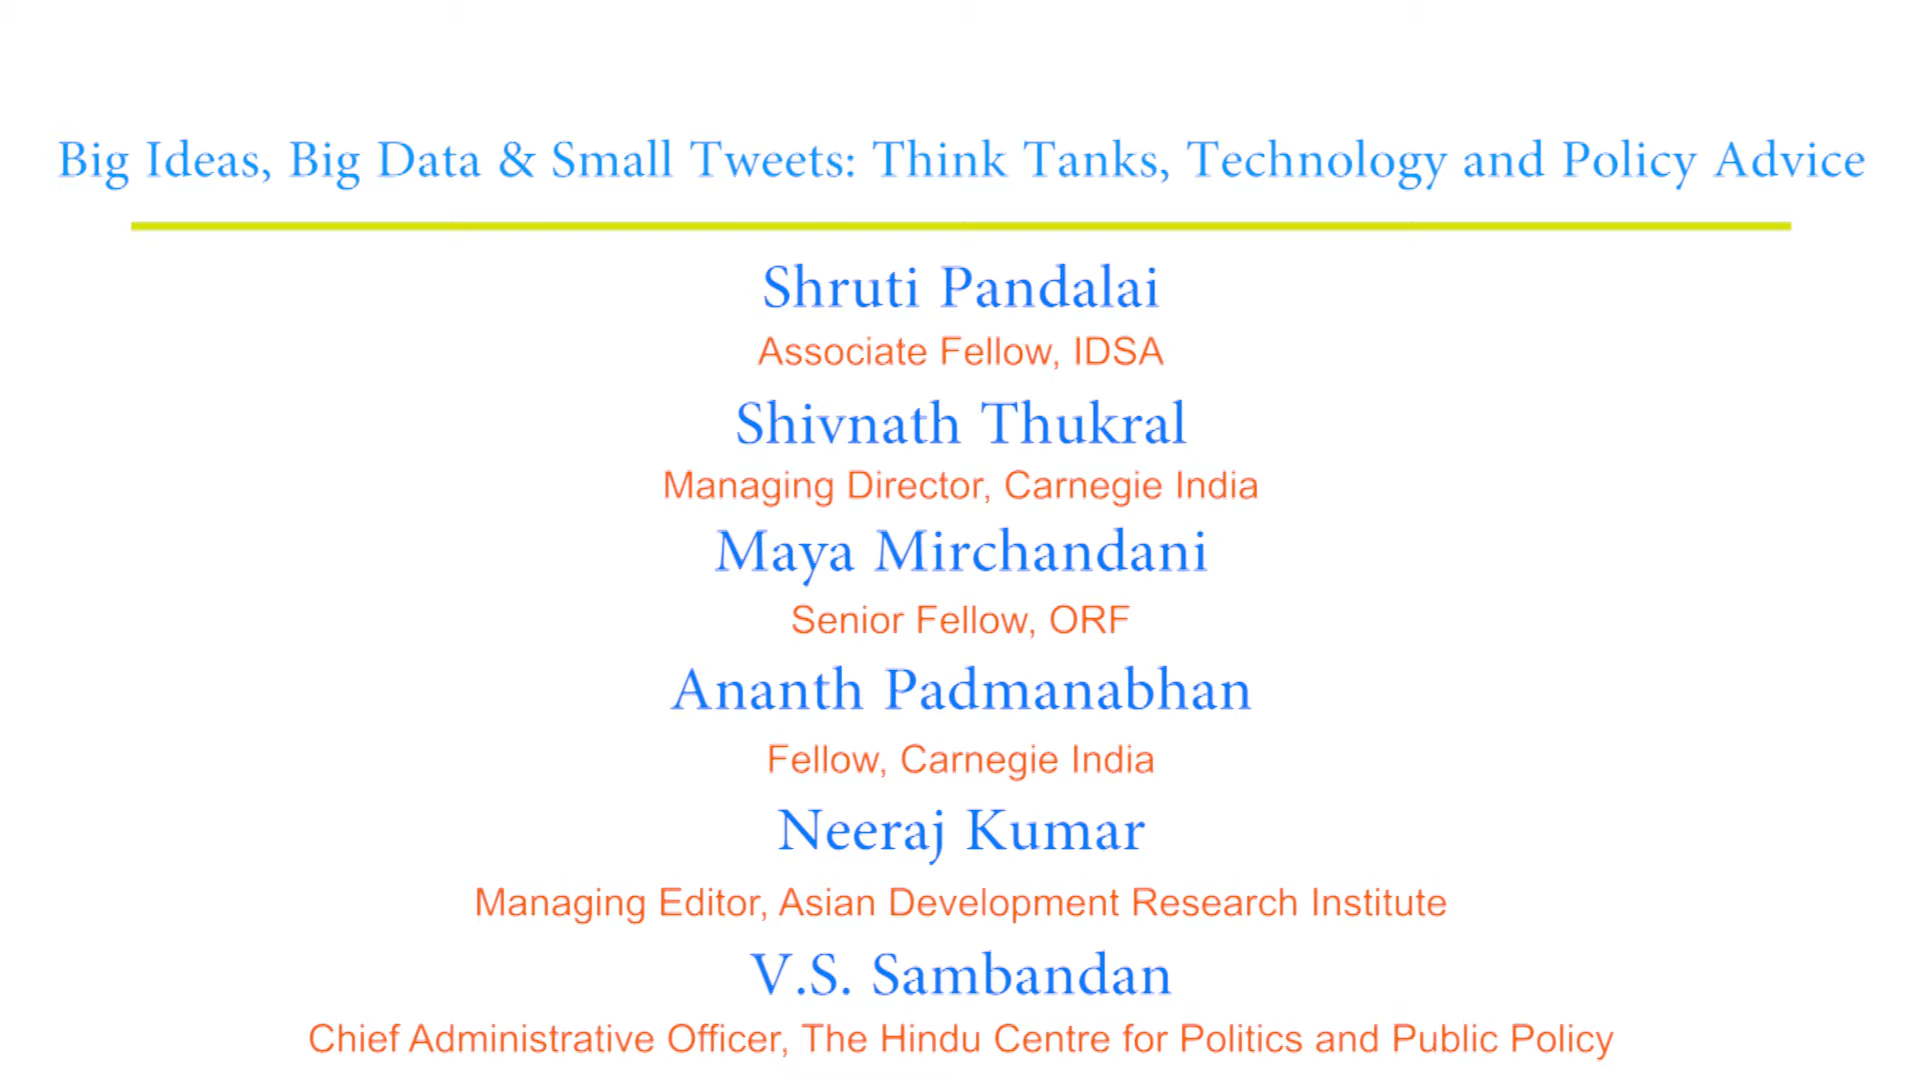 Big Ideas, Big Data & Small Tweets: Think Tanks, Technology and Policy Advice
Shruti Pandalai
Associate Fellow, IDSA
Shivnath Thukral
Managing Director, Carnegie India
Maya Mirchandani
Senior Fellow, ORF
Ananth Padmanabhan
Fellow, Carnegie India
Neeraj Kumar
Managing Editor, Asian Development Research Institute
V.S. Sambandan
Chief Administrative Officer, The Hindu Centre for Politics and Public Policy